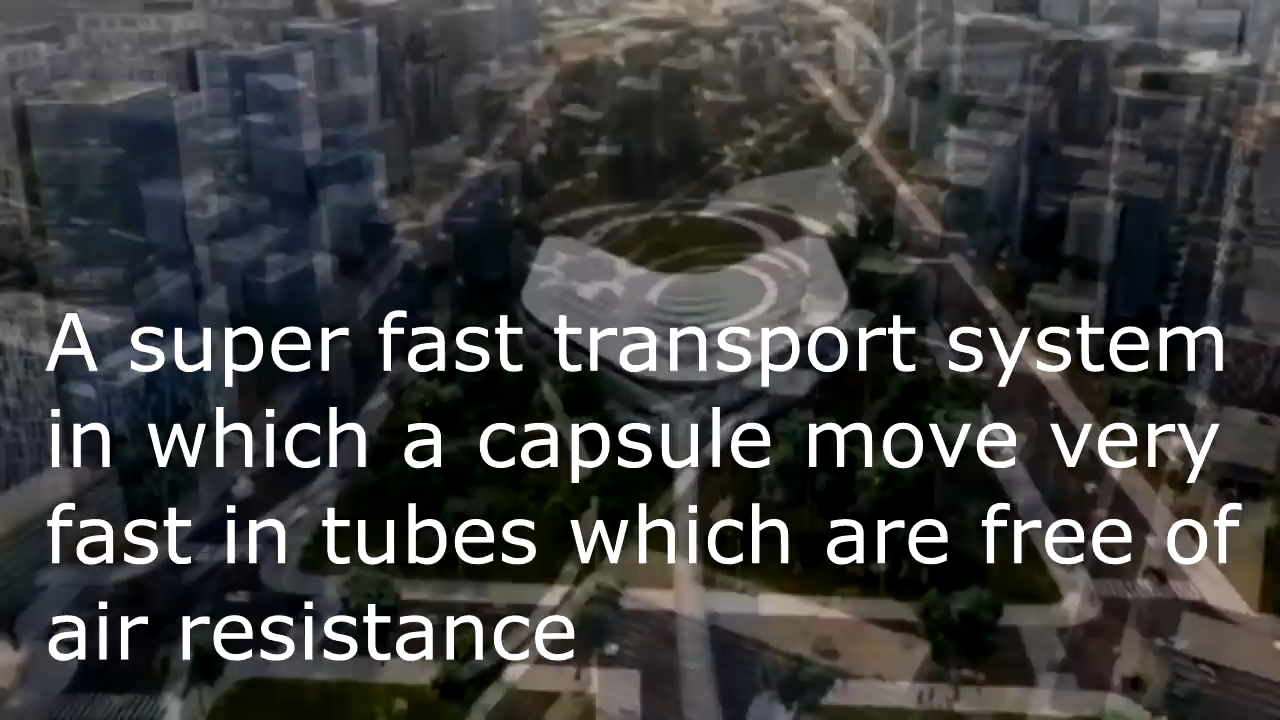 A super fast transport system
in which a capsule move very
fast in tubes which are free of
air resistance